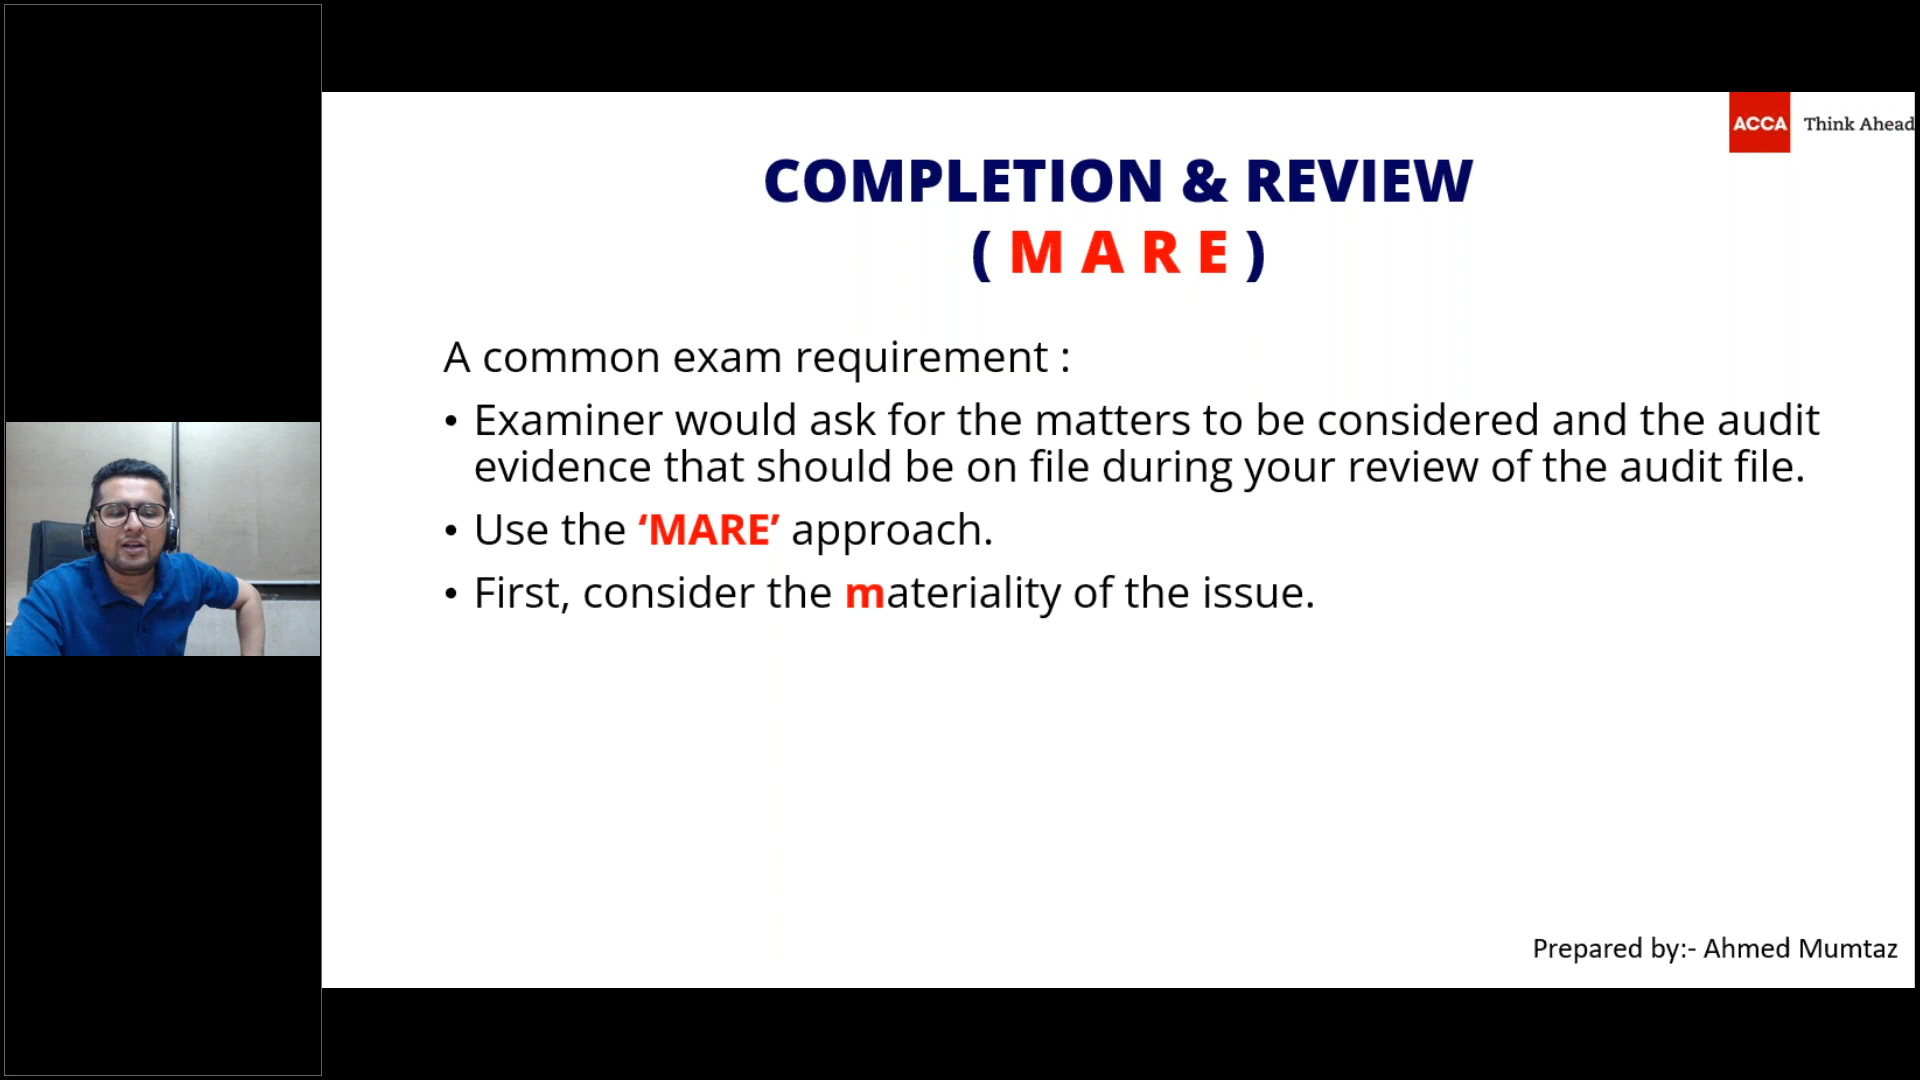 ACCA Think Ahead
COMPLETION & REVIEW
( M A R E )
A common exam requirement :
• Examiner would ask for the matters to be considered and the audit
evidence that should be on file during your review of the audit file.
• Use the ‘MARE’ approach.
• First, consider the materiality of the issue.
Prepared by:- Ahmed Mumtaz